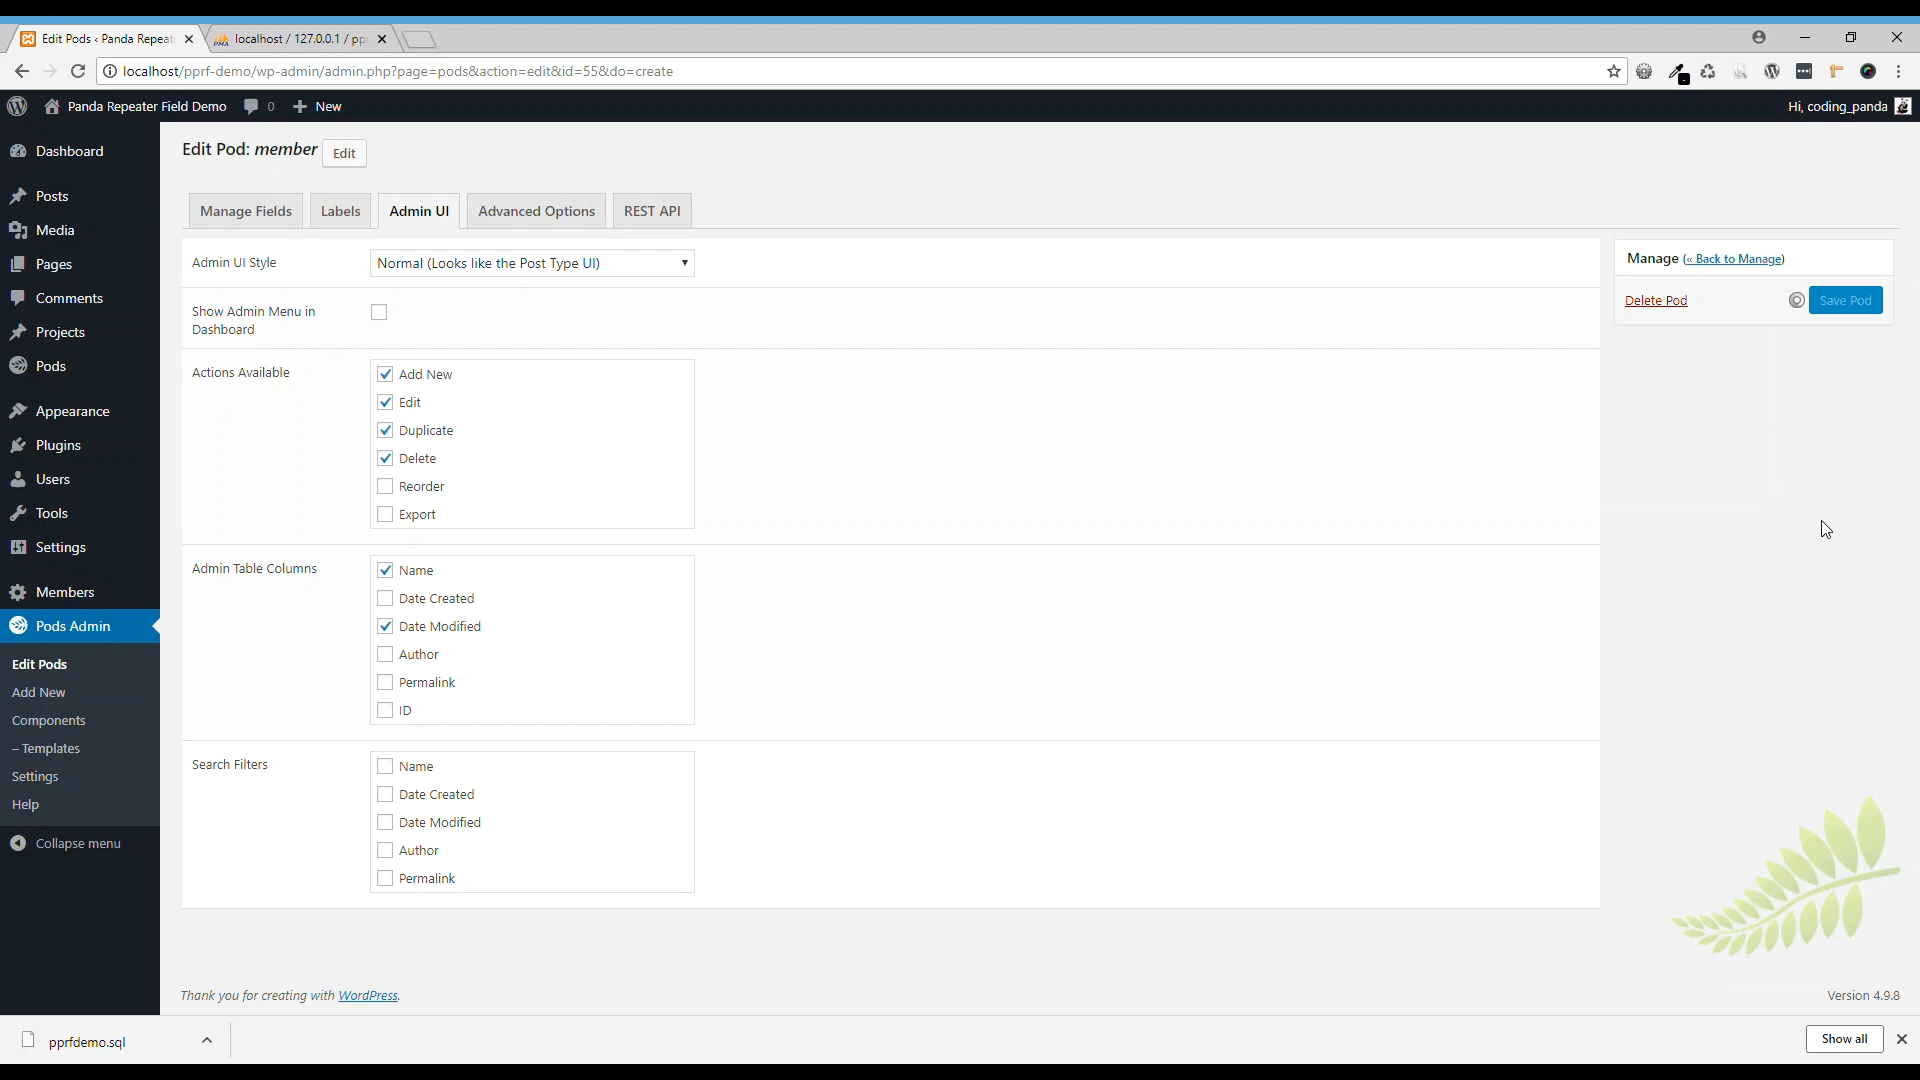 Edit Pods ‹ Panda Repeat
localhost / 127.0.0.1 / pp
localhost/pprf-demo/wp-admin/admin.php?page=pods&action=edit&id=55&do=create
Panda Repeater Field Demo
0
New
Hi, coding_panda
Dashboard
Posts
Media
Pages
Comments
Projects
Pods
Appearance
Plugins
Users
Tools
Settings
Members
Pods Admin
Edit Pods
Add New
Components
– Templates
Settings
Help
Collapse menu
Edit Pod: member
Edit
Manage Fields
Labels
Admin UI
Advanced Options
REST API
Admin UI Style
Normal (Looks like the Post Type UI)
Show Admin Menu in
Dashboard
Actions Available
Add New
Edit
Duplicate
Delete
Reorder
Export
Admin Table Columns
Name
Date Created
Date Modified
Author
Permalink
ID
Search Filters
Name
Date Created
Date Modified
Author
Permalink
Manage (« Back to Manage)
Delete Pod
Save Pod
Thank you for creating with WordPress.
Version 4.9.8
pprfdemo.sql
Show all